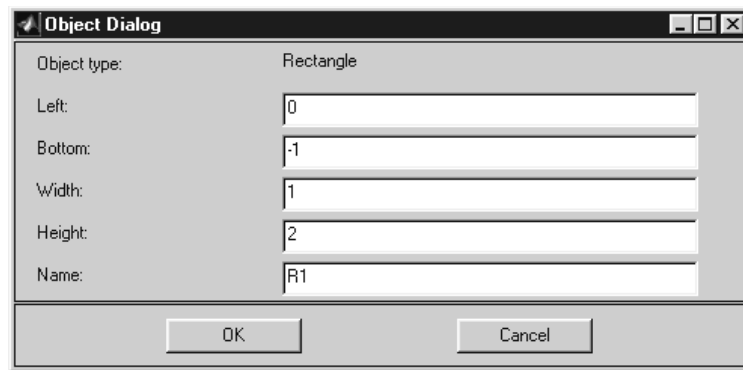 Object Dialog
Object type: Rectangle
Left: 0
Bottom: -1
Width: 1
Height: 2
Name: R1
OK Cancel